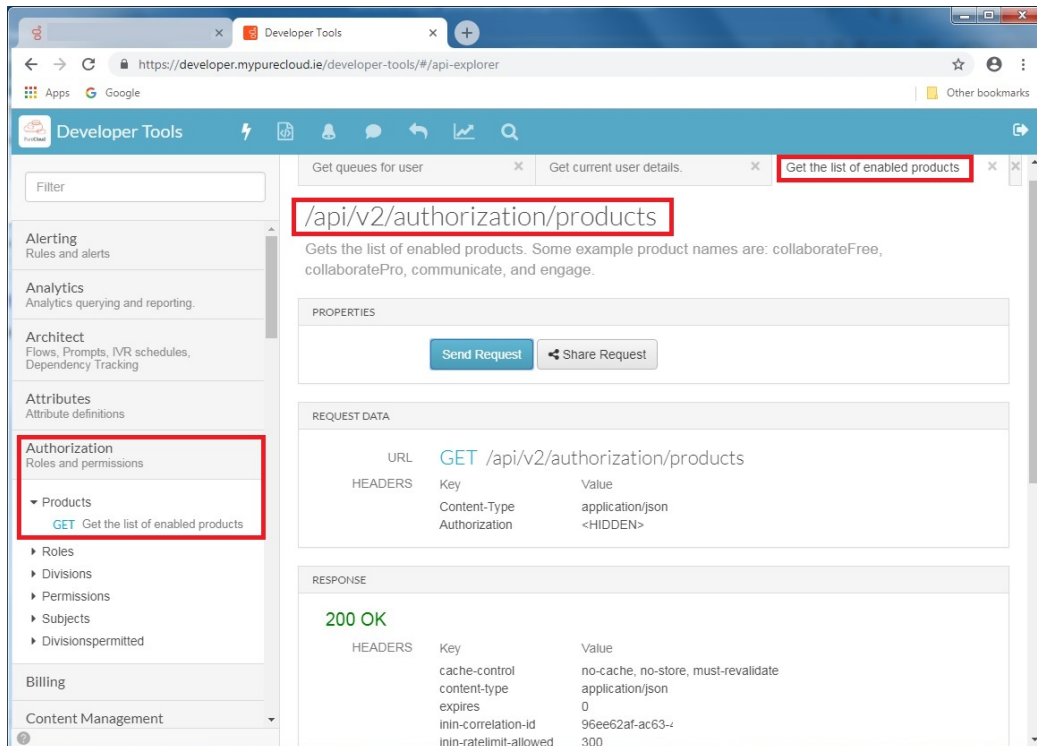 Developer Tools
https://developer.mypurecloud.ie/developer-tools/#/api-explorer
Apps Google Other bookmarks
PureCloud Developer Tools
Filter
Alerting
Rules and alerts
Analytics
Analytics querying and reporting.
Architect
Flows, Prompts, IVR schedules,
Dependency Tracking
Attributes
Attribute definitions
Authorization
Roles and permissions
Products
GET Get the list of enabled products
Roles
Divisions
Permissions
Subjects
Divisionspermitted
Billing
Content Management
Get queues for user Get current user details. Get the list of enabled products
/api/v2/authorization/products
Gets the list of enabled products. Some example product names are: collaborateFree,
collaboratePro, communicate, and engage.
PROPERTIES
Send Request Share Request
REQUEST DATA
URL GET /api/v2/authorization/products
HEADERS Key Value
Content-Type application/json
Authorization <HIDDEN>
RESPONSE
200 OK
HEADERS Key Value
cache-control no-cache, no-store, must-revalidate
content-type application/json
expires 0
inin-correlation-id 96ee62af-ac63-
inin-ratelimit-allowed 300